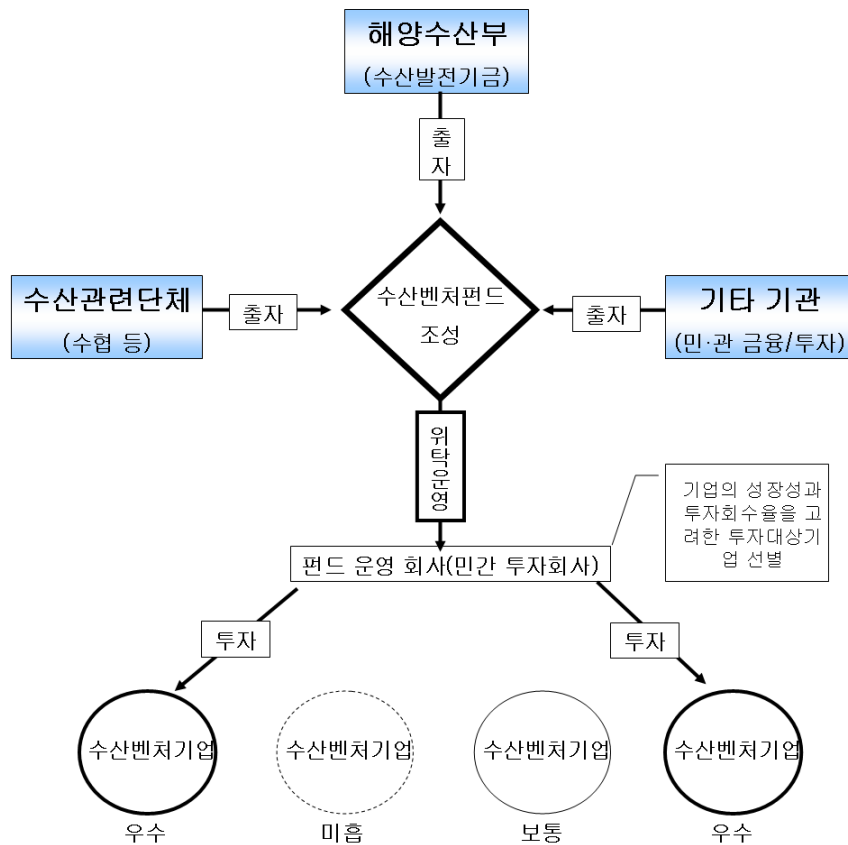 해양수산부
(수산발전기금)
출
자
수산관련단체
(수협 등)
출자
수산벤처펀드
조성
출자
기타 기관
(민·관 금융/투자)
위
탁
운
영
기업의 성장성과
투자회수율을 고
려한 투자대상기
업 선별
펀드 운영 회사(민간 투자회사)
투자
투자
수산벤처기업
수산벤처기업
수산벤처기업
수산벤처기업
우수
미흡
보통
우수